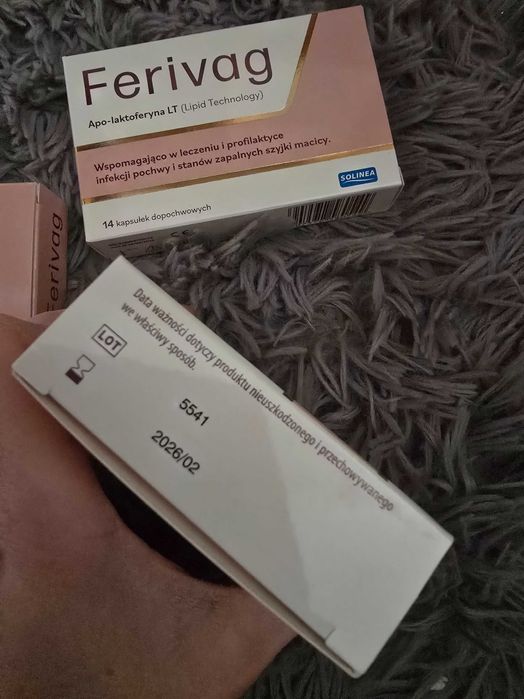 Ferivag
Apo-laktoferyna LT (Lipid Technology)
Wspomagająco w leczeniu i profilaktyce
infekcji pochwy i stanów zapalnych szyjki macicy.
SOLINEA
14 kapsułek dopochwowych
Ferivag
Data ważności dotyczy produktu nieuszkodzonego i przechowywanego
we właściwy sposób.
LOT
5541
2026/02